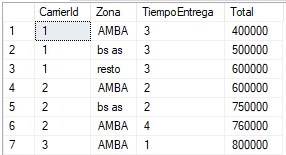 CarrierId Zona TiempoEntrega Total
1 1 AMBA 3 400000
2 1 bs as 3 500000
3 1 resto 3 600000
4 2 AMBA 2 600000
5 2 bs as 2 750000
6 2 AMBA 4 760000
7 3 AMBA 1 800000